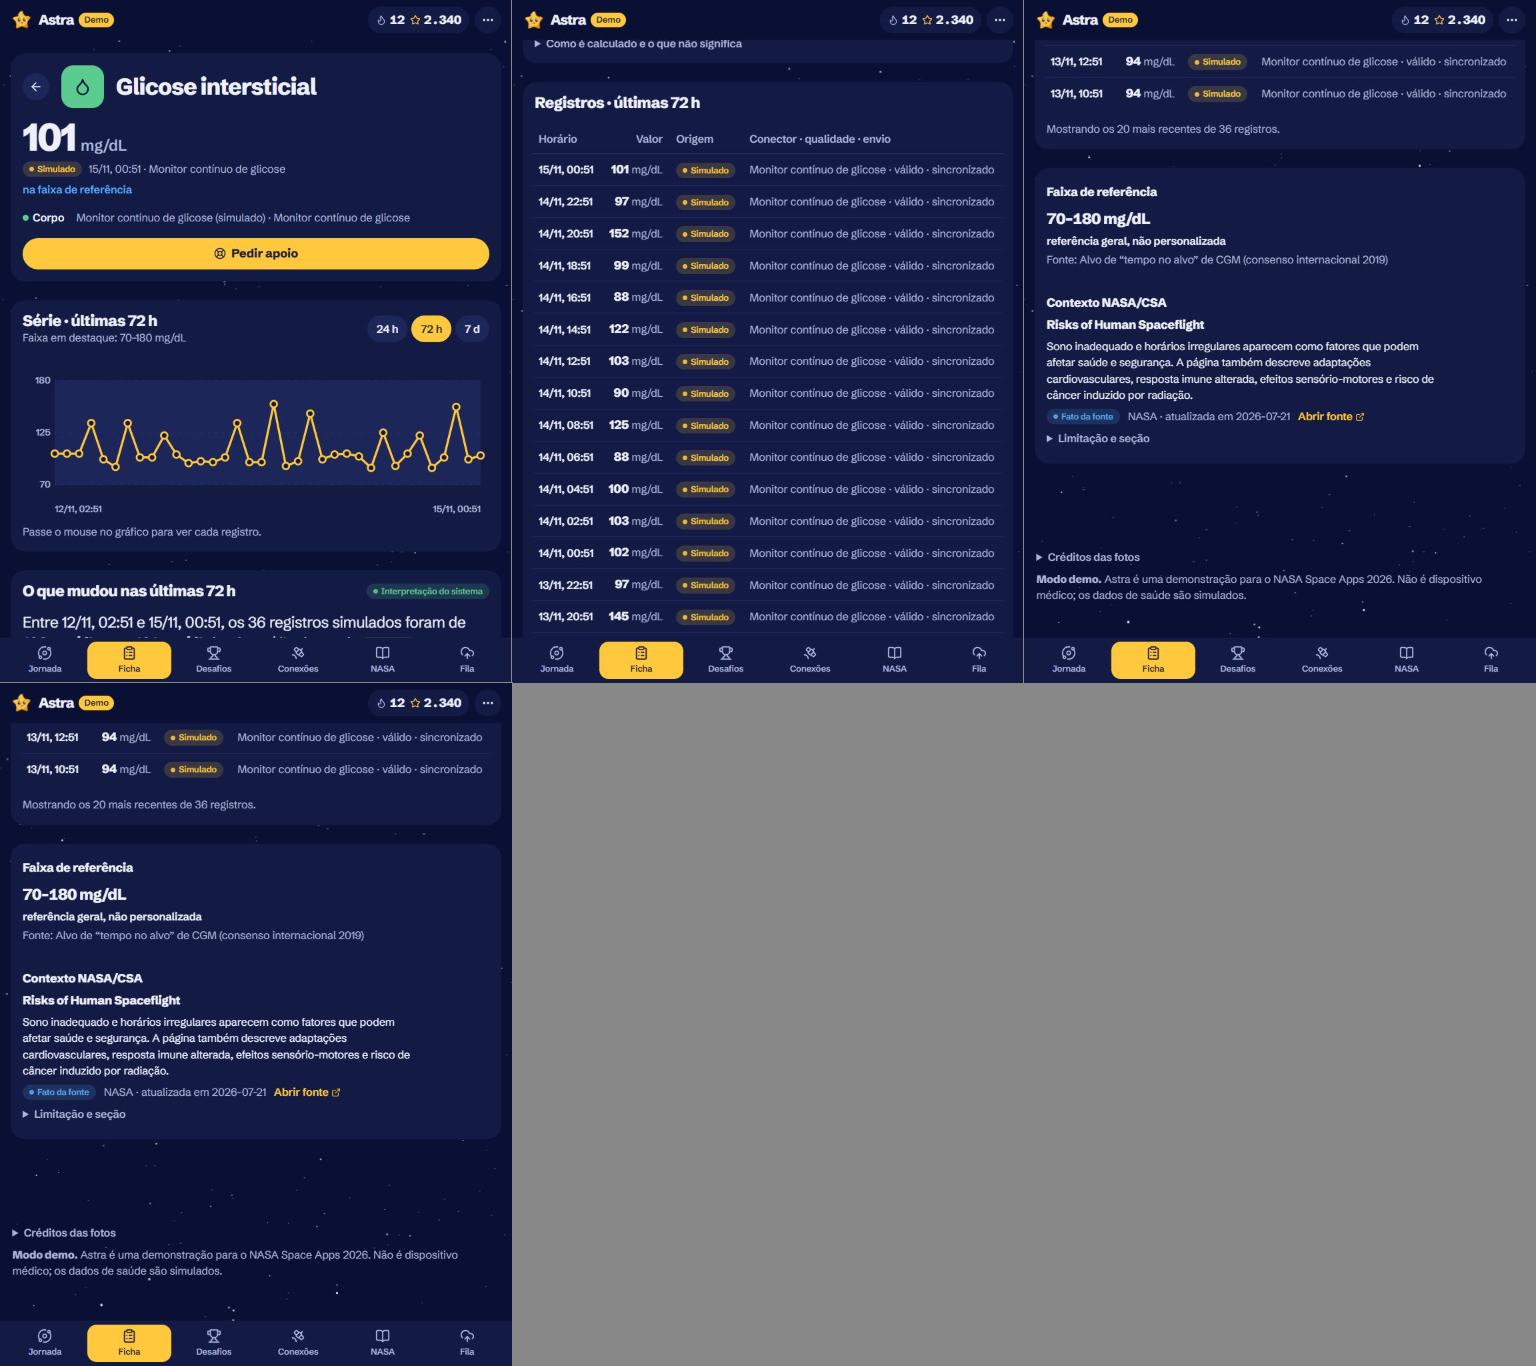 Astra Demo 12 2.340
Glicose intersticial
101 mg/dL
Simulado 15/11, 00:51 · Monitor contínuo de glicose
na faixa de referência
Corpo Monitor contínuo de glicose (simulado) · Monitor contínuo de glicose
Pedir apoio
Série · últimas 72 h
Faixa em destaque: 70-180 mg/dL
24 h 72 h 7 d
180
125
70
12/11, 02:51 15/11, 00:51
Passe o mouse no gráfico para ver cada registro.
O que mudou nas últimas 72 h Interpretação do sistema
Entre 12/11, 02:51 e 15/11, 00:51, os 36 registros simulados foram de
Jornada Ficha Desafios Conexões NASA Fila
Astra Demo 12 2.340
Como é calculado e o que não significa
Registros · últimas 72 h
Horário Valor Origem Conector · qualidade · envio
15/11, 00:51 101 mg/dL Simulado Monitor contínuo de glicose · válido · sincronizado
14/11, 22:51 97 mg/dL Simulado Monitor contínuo de glicose · válido · sincronizado
14/11, 20:51 152 mg/dL Simulado Monitor contínuo de glicose · válido · sincronizado
14/11, 18:51 99 mg/dL Simulado Monitor contínuo de glicose · válido · sincronizado
14/11, 16:51 88 mg/dL Simulado Monitor contínuo de glicose · válido · sincronizado
14/11, 14:51 122 mg/dL Simulado Monitor contínuo de glicose · válido · sincronizado
14/11, 12:51 103 mg/dL Simulado Monitor contínuo de glicose · válido · sincronizado
14/11, 10:51 90 mg/dL Simulado Monitor contínuo de glicose · válido · sincronizado
14/11, 08:51 125 mg/dL Simulado Monitor contínuo de glicose · válido · sincronizado
14/11, 06:51 88 mg/dL Simulado Monitor contínuo de glicose · válido · sincronizado
14/11, 04:51 100 mg/dL Simulado Monitor contínuo de glicose · válido · sincronizado
14/11, 02:51 103 mg/dL Simulado Monitor contínuo de glicose · válido · sincronizado
14/11, 00:51 102 mg/dL Simulado Monitor contínuo de glicose · válido · sincronizado
13/11, 22:51 97 mg/dL Simulado Monitor contínuo de glicose · válido · sincronizado
13/11, 20:51 145 mg/dL Simulado Monitor contínuo de glicose · válido · sincronizado
Jornada Ficha Desafios Conexões NASA Fila
Astra Demo 12 2.340
13/11, 12:51 94 mg/dL Simulado Monitor contínuo de glicose · válido · sincronizado
13/11, 10:51 94 mg/dL Simulado Monitor contínuo de glicose · válido · sincronizado
Mostrando os 20 mais recentes de 36 registros.
Faixa de referência
70-180 mg/dL
referência geral, não personalizada
Fonte: Alvo de “tempo no alvo” de CGM (consenso internacional 2019)
Contexto NASA/CSA
Risks of Human Spaceflight
Sono inadequado e horários irregulares aparecem como fatores que podem
afetar saúde e segurança. A página também descreve adaptações
cardiovasculares, resposta imune alterada, efeitos sensório-motores e risco de
câncer induzido por radiação.
Fato da fonte NASA · atualizada em 2026-07-21 Abrir fonte
Limitação e seção
Créditos das fotos
Modo demo. Astra é uma demonstração para o NASA Space Apps 2026. Não é dispositivo
médico; os dados de saúde são simulados.
Jornada Ficha Desafios Conexões NASA Fila
Astra Demo 12 2.340
13/11, 12:51 94 mg/dL Simulado Monitor contínuo de glicose · válido · sincronizado
13/11, 10:51 94 mg/dL Simulado Monitor contínuo de glicose · válido · sincronizado
Mostrando os 20 mais recentes de 36 registros.
Faixa de referência
70-180 mg/dL
referência geral, não personalizada
Fonte: Alvo de “tempo no alvo” de CGM (consenso internacional 2019)
Contexto NASA/CSA
Risks of Human Spaceflight
Sono inadequado e horários irregulares aparecem como fatores que podem
afetar saúde e segurança. A página também descreve adaptações
cardiovasculares, resposta imune alterada, efeitos sensório-motores e risco de
câncer induzido por radiação.
Fato da fonte NASA · atualizada em 2026-07-21 Abrir fonte
Limitação e seção
Créditos das fotos
Modo demo. Astra é uma demonstração para o NASA Space Apps 2026. Não é dispositivo
médico; os dados de saúde são simulados.
Jornada Ficha Desafios Conexões NASA Fila